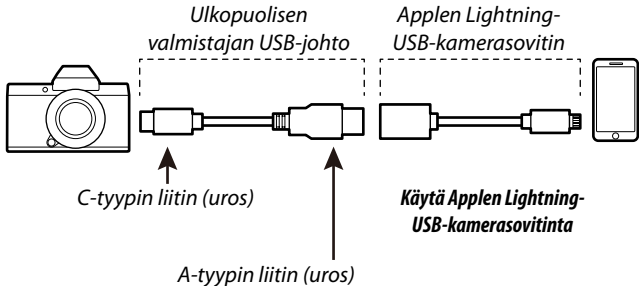 Ulkopuolisen
valmistajan USB-johto
Applen Lightning-
USB-kamerasovitin
C-tyypin liitin (uros)
Käytä Applen Lightning-
USB-kamerasovitinta
A-tyypin liitin (uros)